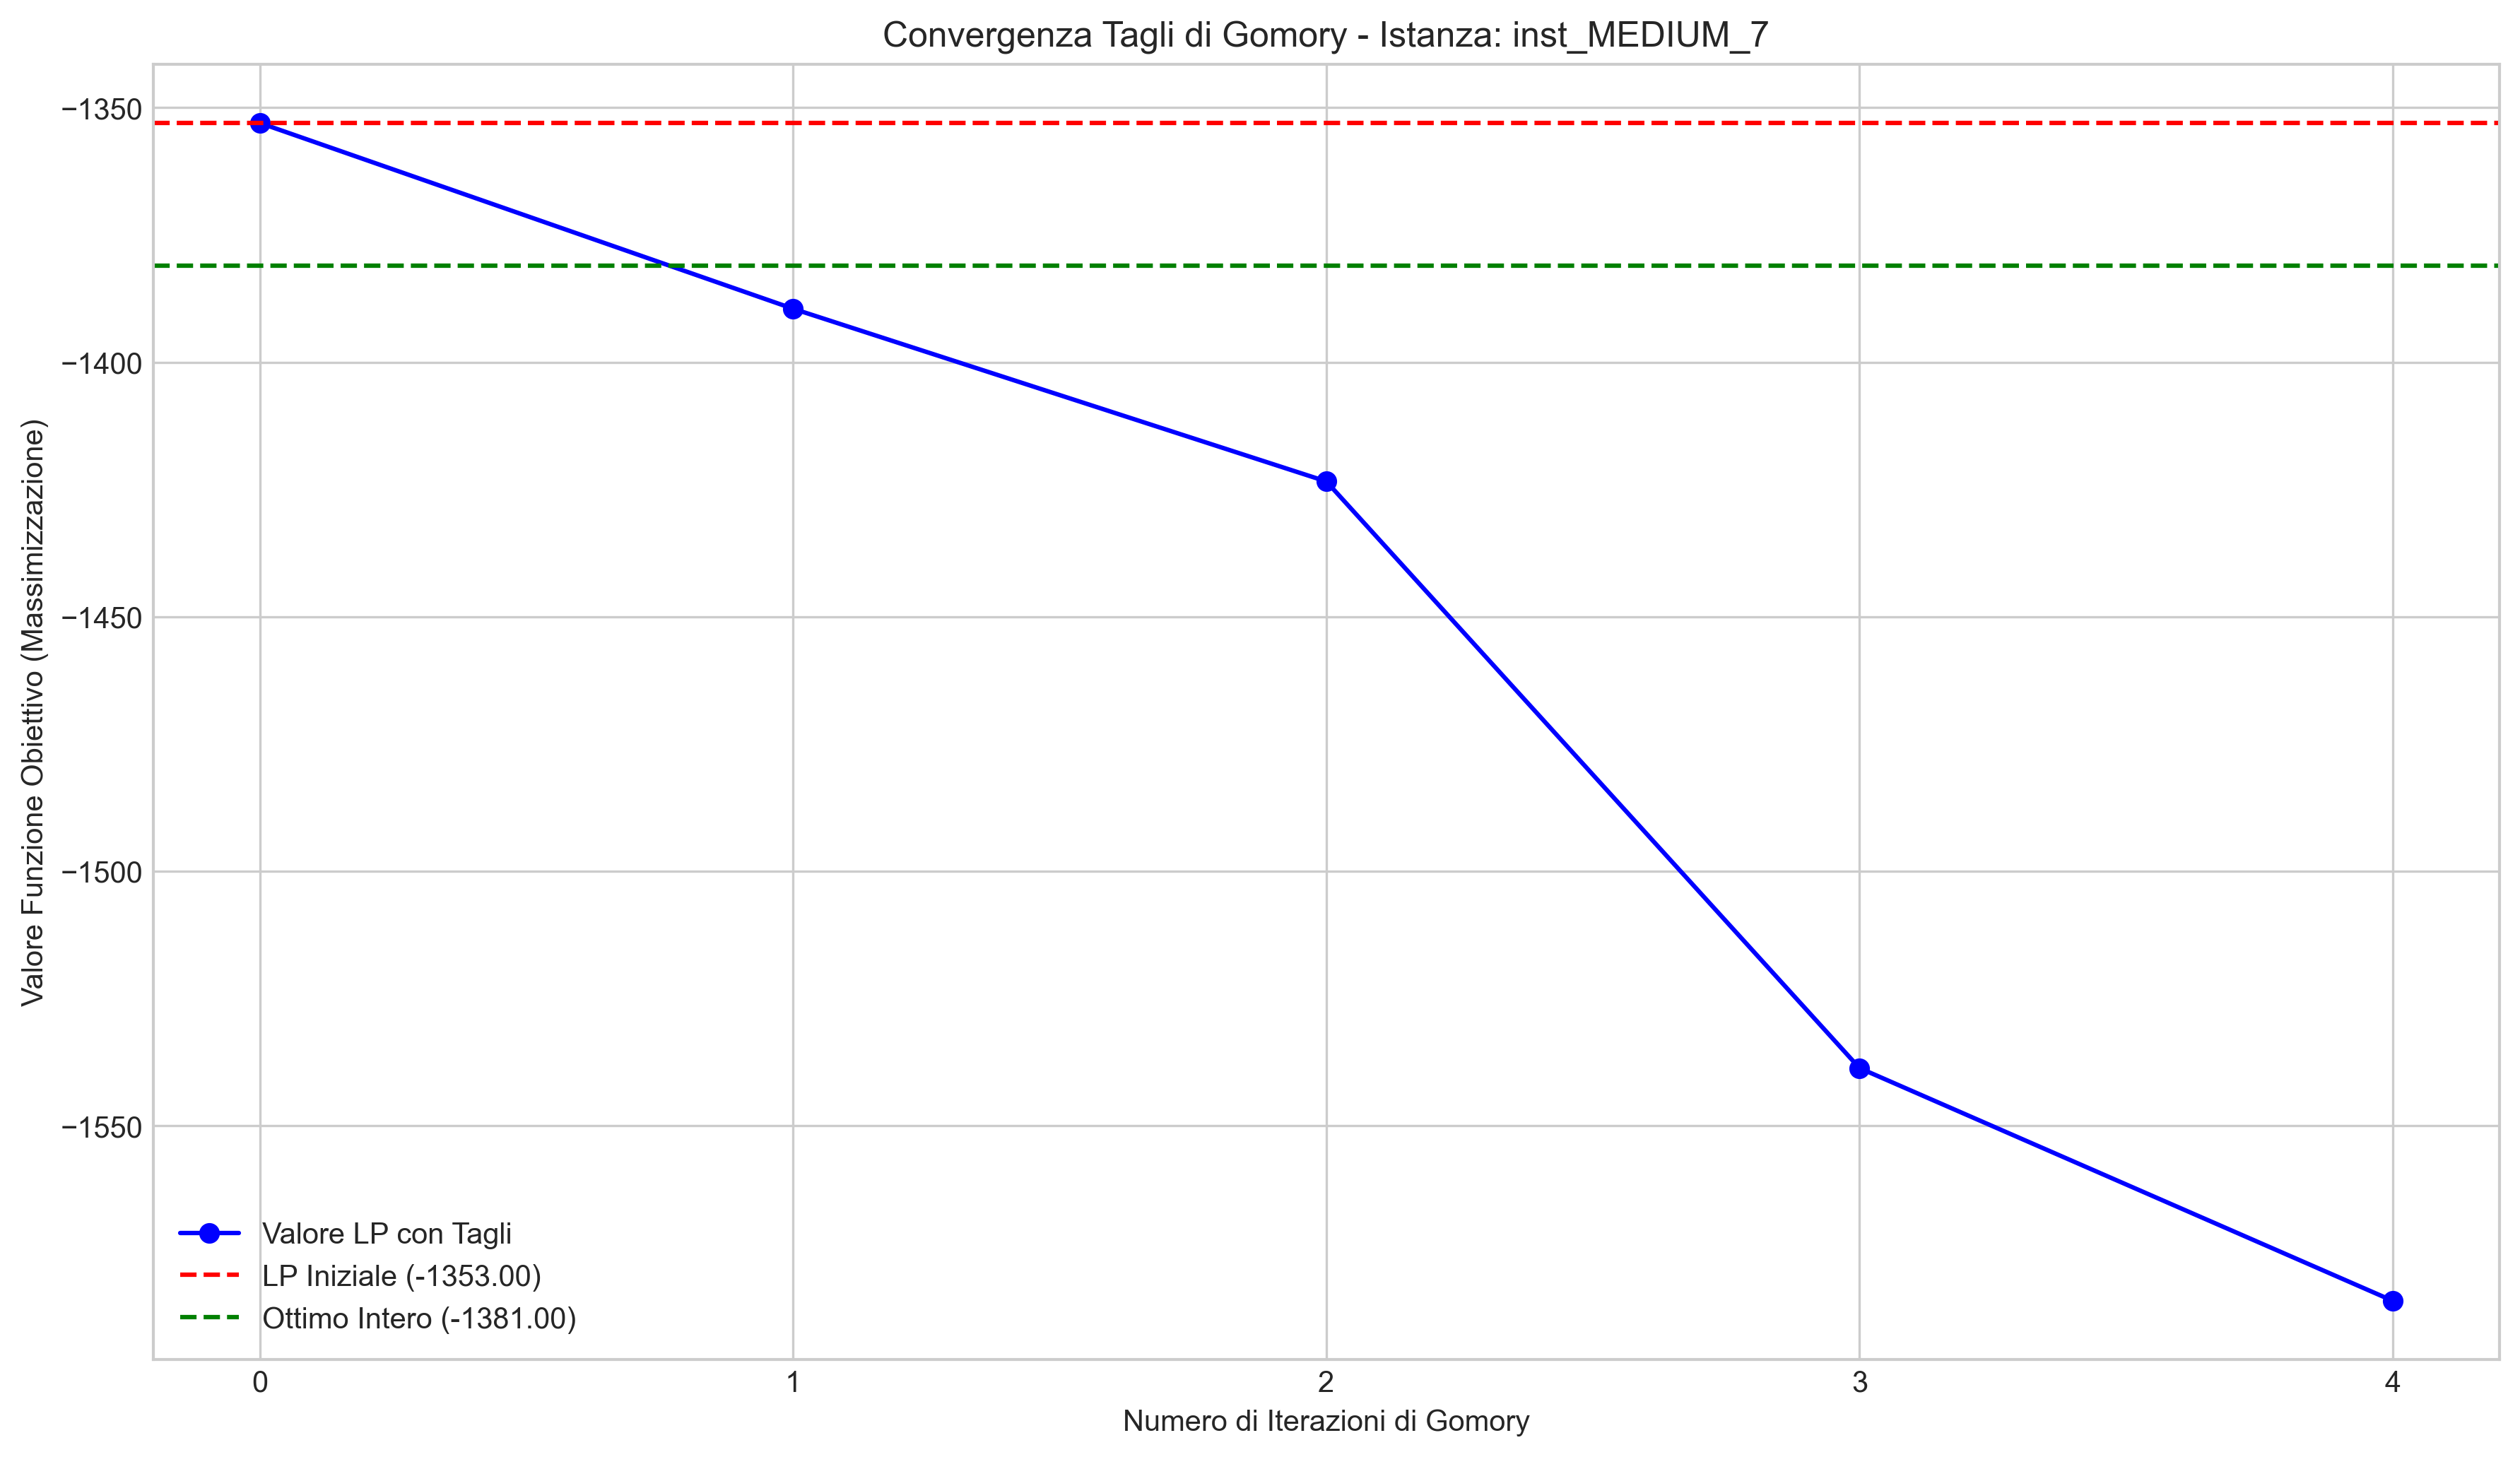 Convergenza Tagli di Gomory - Istanza: inst_MEDIUM_7
Valore Funzione Obiettivo (Massimizzazione)
−1350
−1400
−1450
−1500
−1550
Valore LP con Tagli
LP Iniziale (-1353.00)
Ottimo Intero (-1381.00)
0 1 2 3 4
Numero di Iterazioni di Gomory